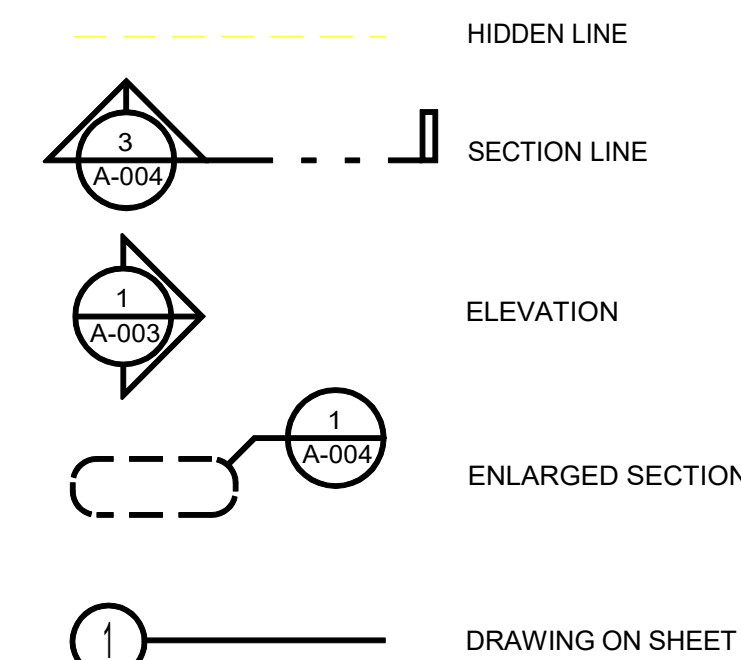 HIDDEN LINE
3
A-004
SECTION LINE
1
A-003
ELEVATION
1
A-004
ENLARGED SECTION
1
DRAWING ON SHEET